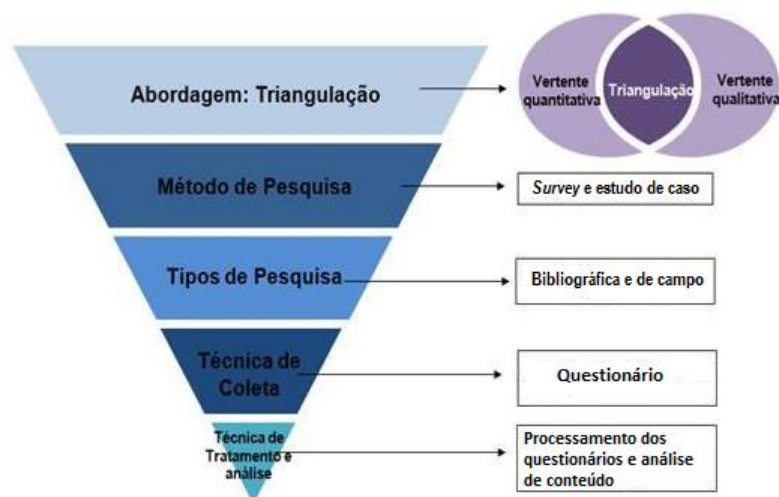 Abordagem: Triangulação
Vertente
quantitativa
Triangulação
Vertente
qualitativa
Método de Pesquisa
Survey e estudo de caso
Tipos de Pesquisa
Bibliográfica e de campo
Técnica de
Coleta
Questionário
Técnica de
Tratamento e
análise
Processamento dos
questionários e análise
de conteúdo